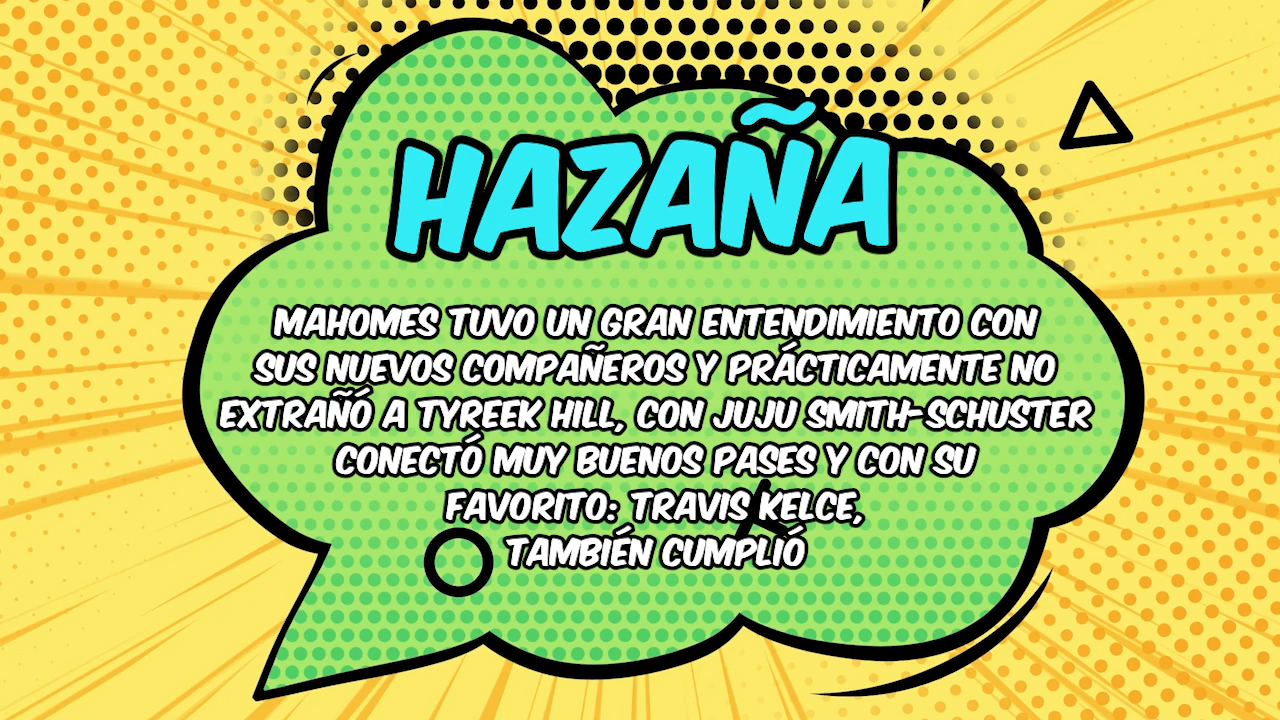 HAZAÑA
MAHOMES TUVO UN GRAN ENTENDIMIENTO CON
SUS NUEVOS COMPAÑEROS Y PRÁCTICAMENTE NO
EXTRAÑÓ A TYREEK HILL, CON JUJU SMITH-SCHUSTER
CONECTÓ MUY BUENOS PASES Y CON SU
FAVORITO: TRAVIS KELCE,
TAMBIÉN CUMPLIÓ